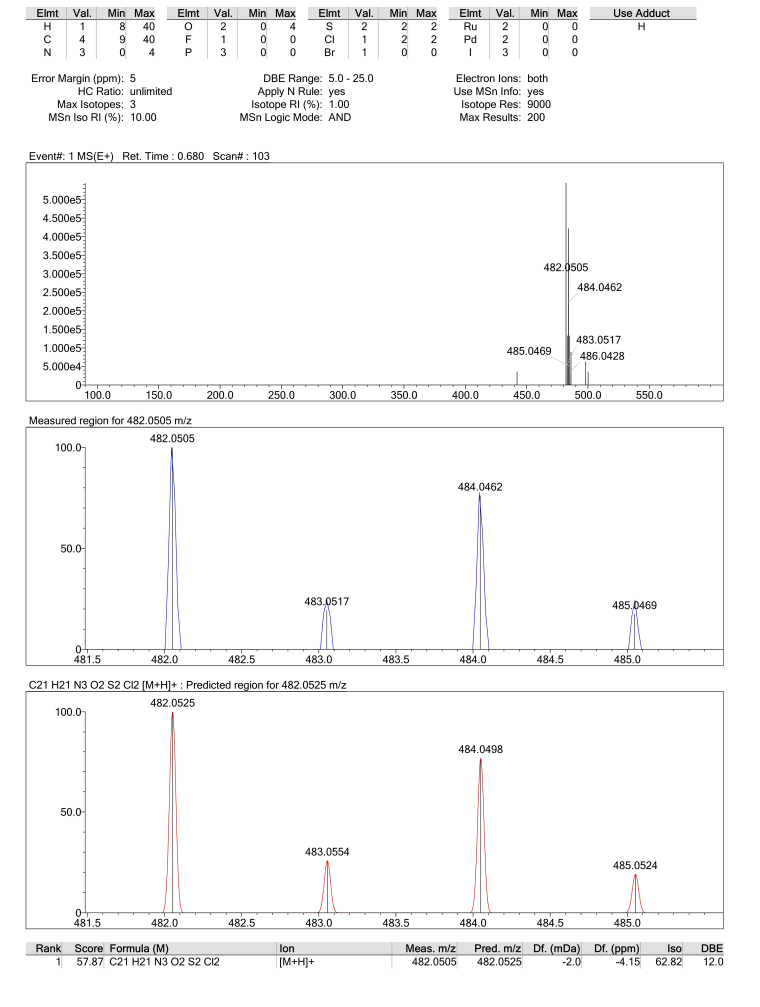 Elmt Val. Min Max Elmt Val. Min Max Elmt Val. Min Max Elmt Val. Min Max Use Adduct
H 1 8 40 O 2 0 4 S 2 2 2 Ru 2 0 0 H
C 4 9 40 F 1 0 0 Cl 1 2 2 Pd 2 0 0
N 3 0 4 P 3 0 0 Br 1 0 0 I 3 0 0
Error Margin (ppm): 5 DBE Range: 5.0 - 25.0 Electron Ions: both
HC Ratio: unlimited Apply N Rule: yes Use MSn Info: yes
Max Isotopes: 3 Isotope RI (%): 1.00 Isotope Res: 9000
MSn Iso RI (%): 10.00 MSn Logic Mode: AND Max Results: 200
Event#: 1 MS(E+) Ret. Time : 0.680 Scan# : 103
5.000e5
4.500e5
4.000e5
3.500e5
3.000e5 482.0505
2.500e5 484.0462
2.000e5
1.500e5
1.000e5 485.0469 483.0517
5.000e4 486.0428
0
100.0 150.0 200.0 250.0 300.0 350.0 400.0 450.0 500.0 550.0
Measured region for 482.0505 m/z
482.0505
100.0
484.0462
50.0
483.0517 485.0469
0
481.5 482.0 482.5 483.0 483.5 484.0 484.5 485.0
C21 H21 N3 O2 S2 Cl2 [M+H]+ : Predicted region for 482.0525 m/z
482.0525
100.0
484.0498
50.0
483.0554
485.0524
0
481.5 482.0 482.5 483.0 483.5 484.0 484.5 485.0
Rank Score Formula (M) Ion Meas. m/z Pred. m/z Df. (mDa) Df. (ppm) Iso DBE
1 57.87 C21 H21 N3 O2 S2 Cl2 [M+H]+ 482.0505 482.0525 -2.0 -4.15 62.82 12.0